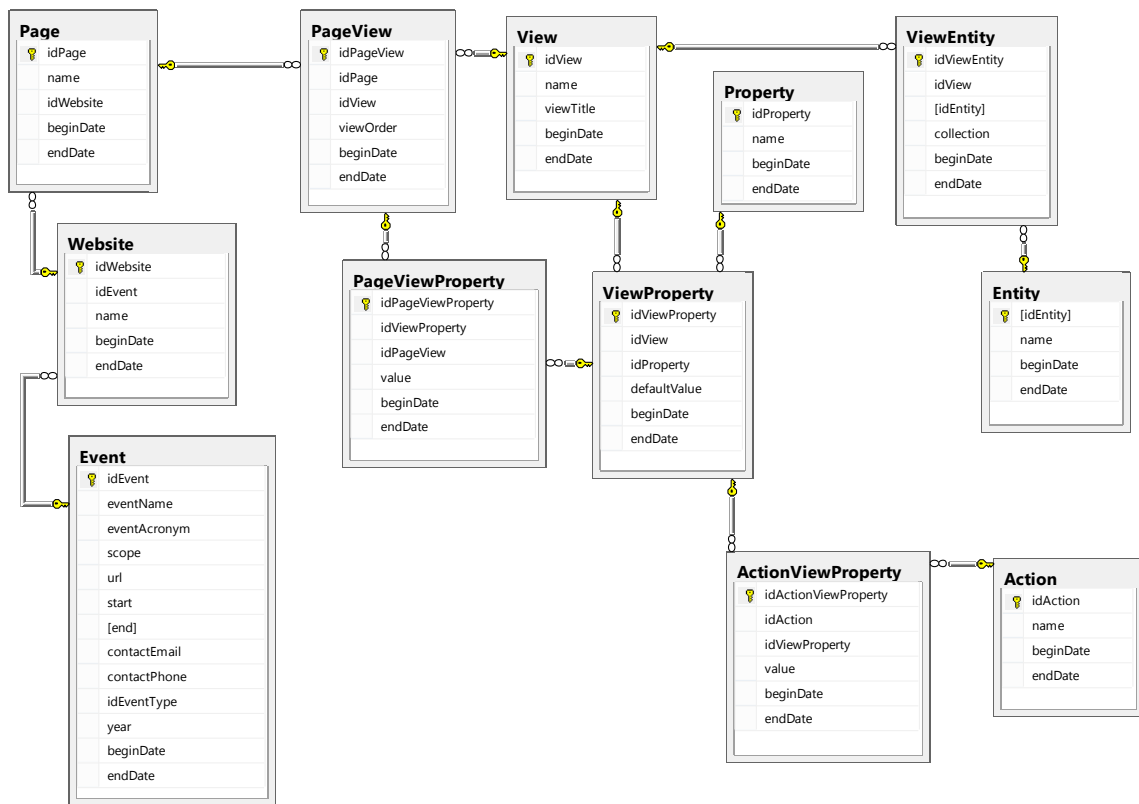 Page
idPage
name
idWebsite
beginDate
endDate
PageView
idPageView
idPage
idView
viewOrder
beginDate
endDate
View
idView
name
viewTitle
beginDate
endDate
Property
idProperty
name
beginDate
endDate
ViewEntity
idViewEntity
idView
[idEntity]
collection
beginDate
endDate
Website
idWebsite
idEvent
name
beginDate
endDate
PageViewProperty
idPageViewProperty
idViewProperty
idPageView
value
beginDate
endDate
ViewProperty
idViewProperty
idView
idProperty
defaultValue
beginDate
endDate
Entity
[idEntity]
name
beginDate
endDate
Event
idEvent
eventName
eventAcronym
scope
url
start
[end]
contactEmail
contactPhone
idEventType
year
beginDate
endDate
ActionViewProperty
idActionViewProperty
idAction
idViewProperty
value
beginDate
endDate
Action
idAction
name
beginDate
endDate